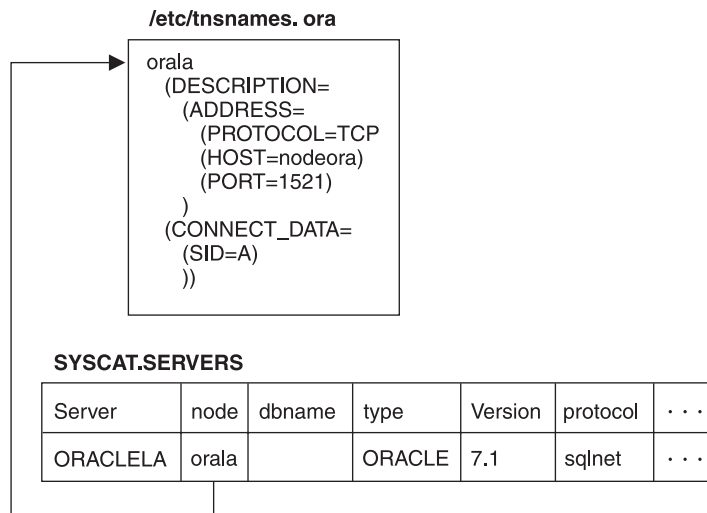 /etc/tnsnames. ora
orala
(DESCRIPTION=
(ADDRESS=
(PROTOCOL=TCP
(HOST=nodeora)
(PORT=1521)
)
(CONNECT_DATA=
(SID=A)
))
SYSCAT.SERVERS
Server node dbname type Version protocol · · ·
ORACLELA orala ORACLE 7.1 sqlnet · · ·